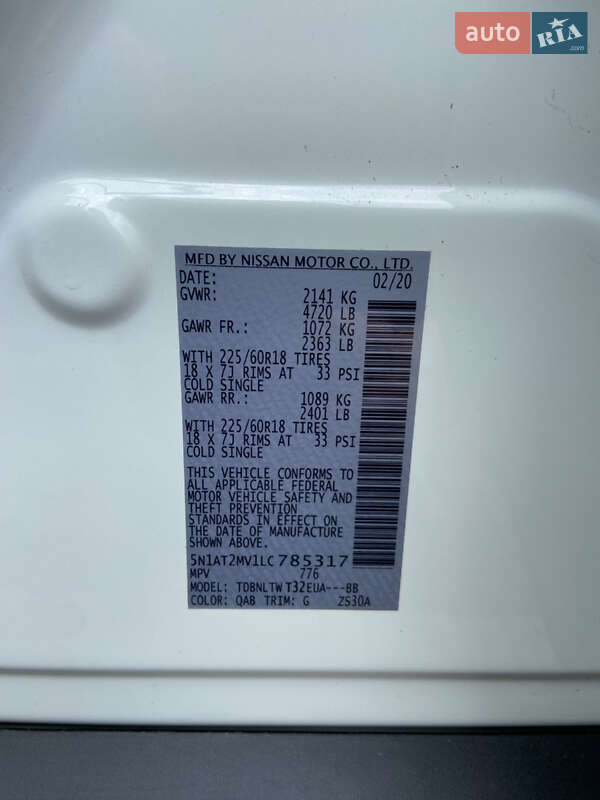 auto RIA .com
MFD BY NISSAN MOTOR CO., LTD.
DATE: 02/20
GVWR: 2141 KG
4720 LB
GAWR FR.: 1072 KG
2363 LB
WITH 225/60R18 TIRES
18 X 7J RIMS AT 33 PSI
COLD SINGLE
GAWR RR.: 1089 KG
2401 LB
WITH 225/60R18 TIRES
18 X 7J RIMS AT 33 PSI
COLD SINGLE
THIS VEHICLE CONFORMS TO
ALL APPLICABLE FEDERAL
MOTOR VEHICLE SAFETY AND
THEFT PREVENTION
STANDARDS IN EFFECT ON
THE DATE OF MANUFACTURE
SHOWN ABOVE.
5N1AT2MV1LC785317
MPV 776
MODEL: TDBNLTW T32EUA---BB
COLOR: QAB TRIM: G ZS30A